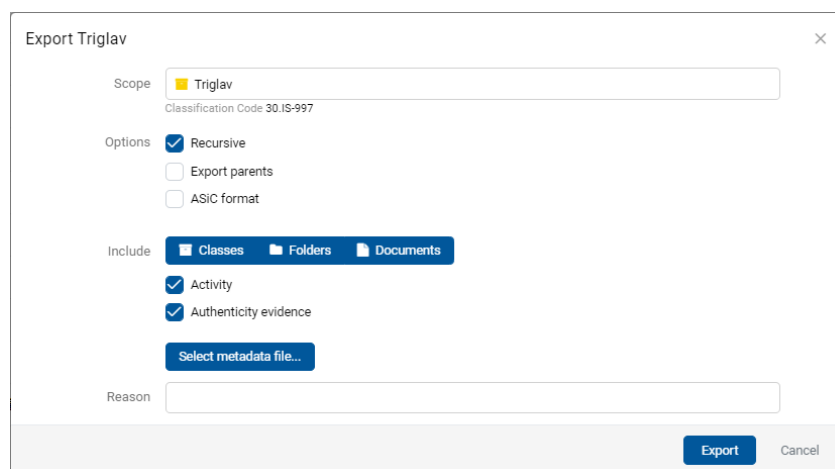 Export Triglav
Scope Triglav
Classification Code 30.IS-997
Options Recursive
Export parents
ASiC format
Include Classes Folders Documents
Activity
Authenticity evidence
Select metadata file...
Reason
Export Cancel